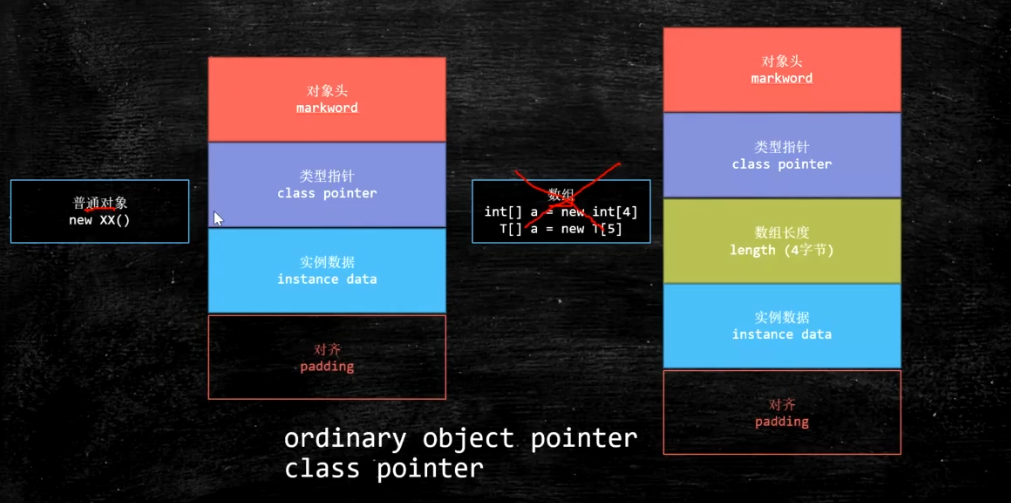 普通对象
new XX()
对象头
markword
类型指针
class pointer
实例数据
instance data
对齐
padding
数组
int[] a = new int[4]
T[] a = new T[5]
对象头
markword
类型指针
class pointer
数组长度
length (4字节)
实例数据
instance data
对齐
padding
ordinary object pointer
class pointer